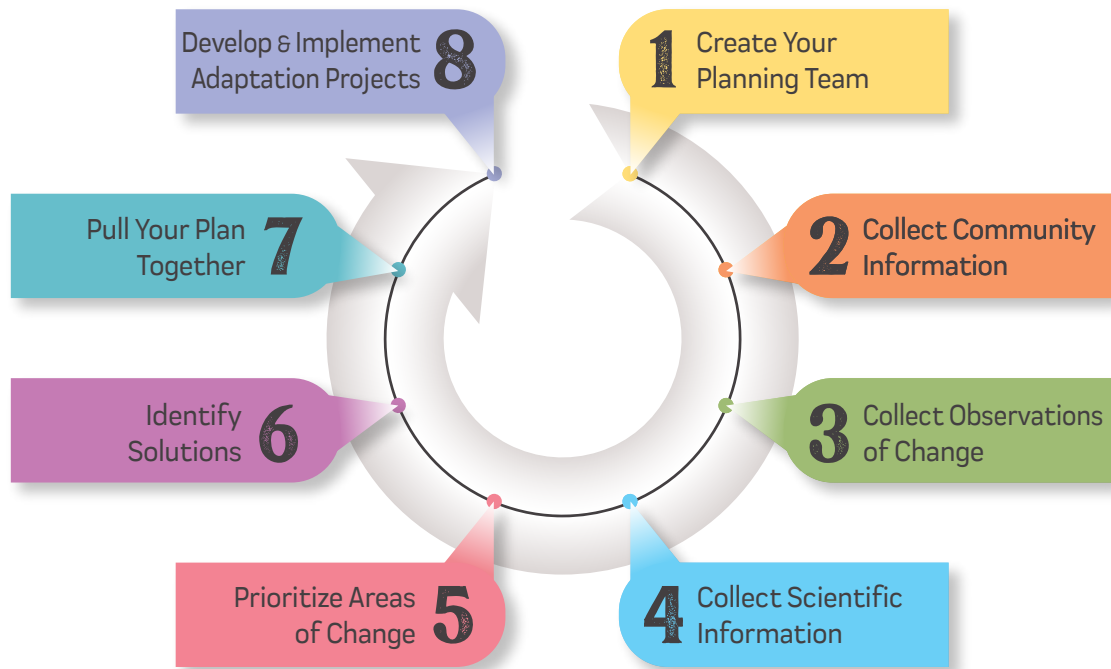 1
Create Your
Planning Team
2
Collect Community
Information
3
Collect Observations
of Change
4
Collect Scientific
Information
5
Prioritize Areas
of Change
6
Identify
Solutions
7
Pull Your Plan
Together
8
Develop & Implement
Adaptation Projects